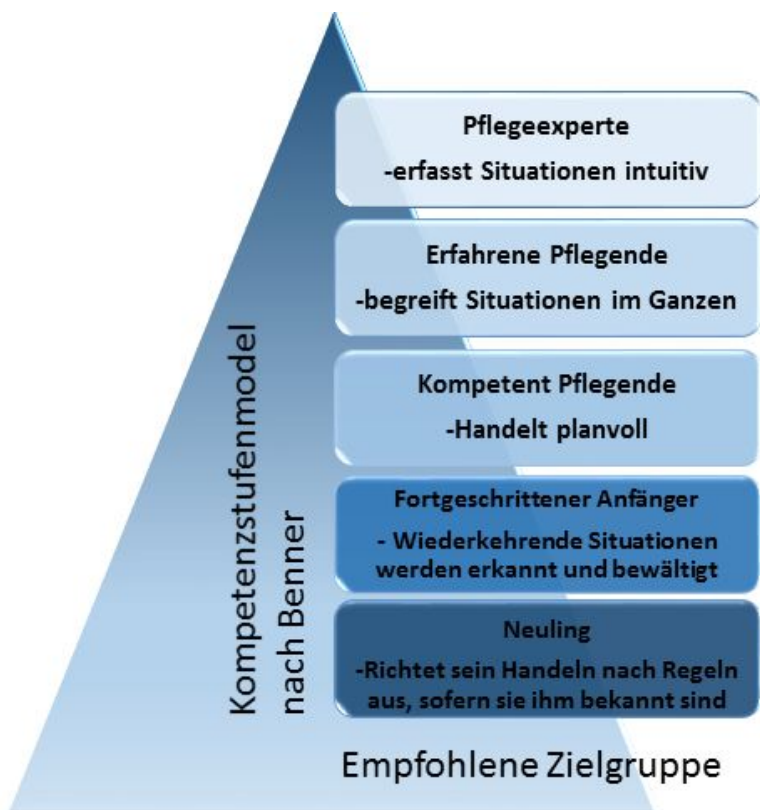 Pflegeexperte
-erfasst Situationen intuitiv
Erfahrene Pflegende
-begreift Situationen im Ganzen
Kompetent Pflegende
-Handelt planvoll
Fortgeschrittener Anfänger
- Wiederkehrende Situationen
werden erkannt und bewältigt
Neuling
-Richtet sein Handeln nach Regeln
aus, sofern sie ihm bekannt sind
Kompetenzstufenmodel
nach Benner
Empfohlene Zielgruppe